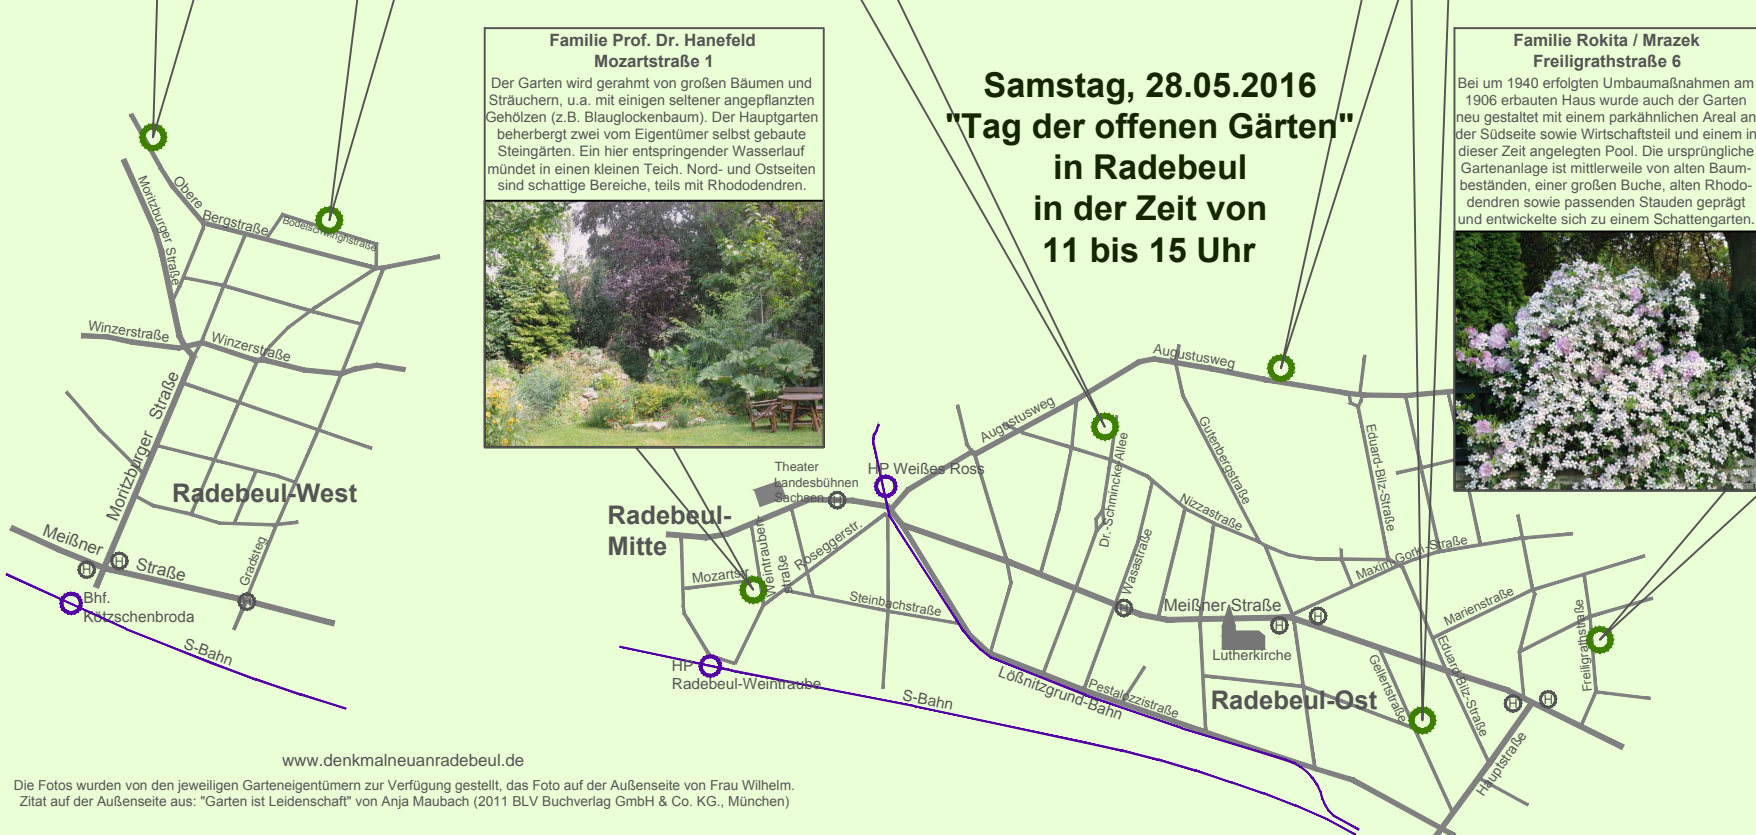 Familie Prof. Dr. Hanefeld
Mozartstraße 1
Der Garten wird gerahmt von großen Bäumen und
Sträuchern, u.a. mit einigen seltener angepflanzten
Gehölzen (z.B. Blauglockenbaum). Der Hauptgarten
beherbergt zwei vom Eigentümer selbst gebaute
Steingärten. Ein hier entspringender Wasserlauf
mündet in einen kleinen Teich. Nord- und Ostseiten
sind schattige Bereiche, teils mit Rhododendren.
Samstag, 28.05.2016
"Tag der offenen Gärten"
in Radebeul
in der Zeit von
11 bis 15 Uhr
Familie Rokita / Mrazek
Freiligrathstraße 6
Bei um 1940 erfolgten Umbaumaßnahmen am
1906 erbauten Haus wurde auch der Garten
neu gestaltet mit einem parkähnlichen Areal an
der Südseite sowie Wirtschaftsteil und einem in
dieser Zeit angelegten Pool. Die ursprüngliche
Gartenanlage ist mittlerweile von alten Baum-
beständen, einer großen Buche, alten Rhodo-
dendren sowie passenden Stauden geprägt
und entwickelte sich zu einem Schattengarten.
Moritzburger Straße
Obere Bergstraße
Bodelschwinghstraße
Winzerstraße
Winzerstraße
Moritzburger Straße
Radebeul-West
Meißner Straße
H
H
Gradsteg
H
Bhf.
Kötzschenbroda
S-Bahn
Radebeul-
Mitte
Theater
Landesbühnen
Sachsen
H
HP Weißes Ross
Mozartstr.
Weintrauben-
straße
Roseggerstr.
Steinbachstraße
HP
Radebeul-Weintraube
S-Bahn
Lößnitzgrund-Bahn
Pestalozzistraße
Augustusweg
Augustusweg
Dr.-Schmincke-Allee
Gutenbergstraße
Nizzastraße
Wasastraße
H
Meißner Straße
H
H
Lutherkirche
Radebeul-Ost
Eduard-Bilz-Straße
Maxim-Gorki-Straße
Marienstraße
Freiligrathstraße
Gellertstraße
Eduard-Bilz-Straße
H
H
Hauptstraße
www.denkmalneuanradebeul.de
Die Fotos wurden von den jeweiligen Garteneigentümern zur Verfügung gestellt, das Foto auf der Außenseite von Frau Wilhelm.
Zitat auf der Außenseite aus: "Garten ist Leidenschaft" von Anja Maubach (2011 BLV Buchverlag GmbH & Co. KG., München)